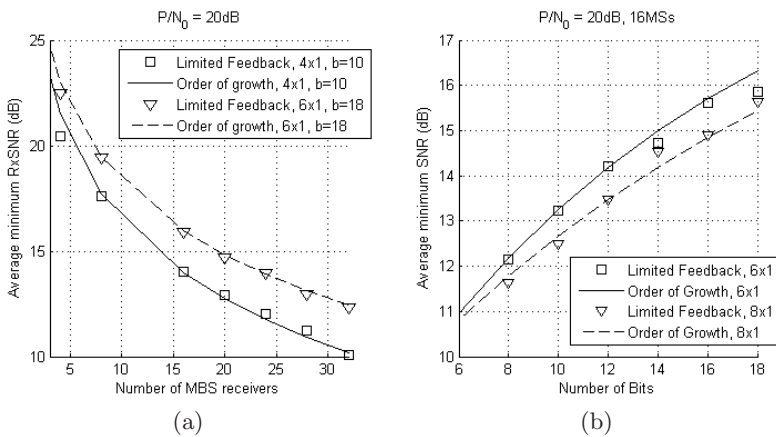 P/N0 = 20dB
25
20
15
10
Average minimum RxSNR (dB)
Limited Feedback, 4x1, b=10
Order of growth, 4x1, b=10
Limited Feedback, 6x1, b=18
Order of growth, 6x1, b=18
5 10 15 20 25 30
Number of MBS receivers
(a)
P/N0 = 20dB, 16MSs
17
16
15
14
13
12
11
10
Average minimum SNR (dB)
Limited Feedback, 6x1
Order of Growth, 6x1
Limited Feedback, 8x1
Order of Growth, 8x1
6 8 10 12 14 16 18
Number of Bits
(b)